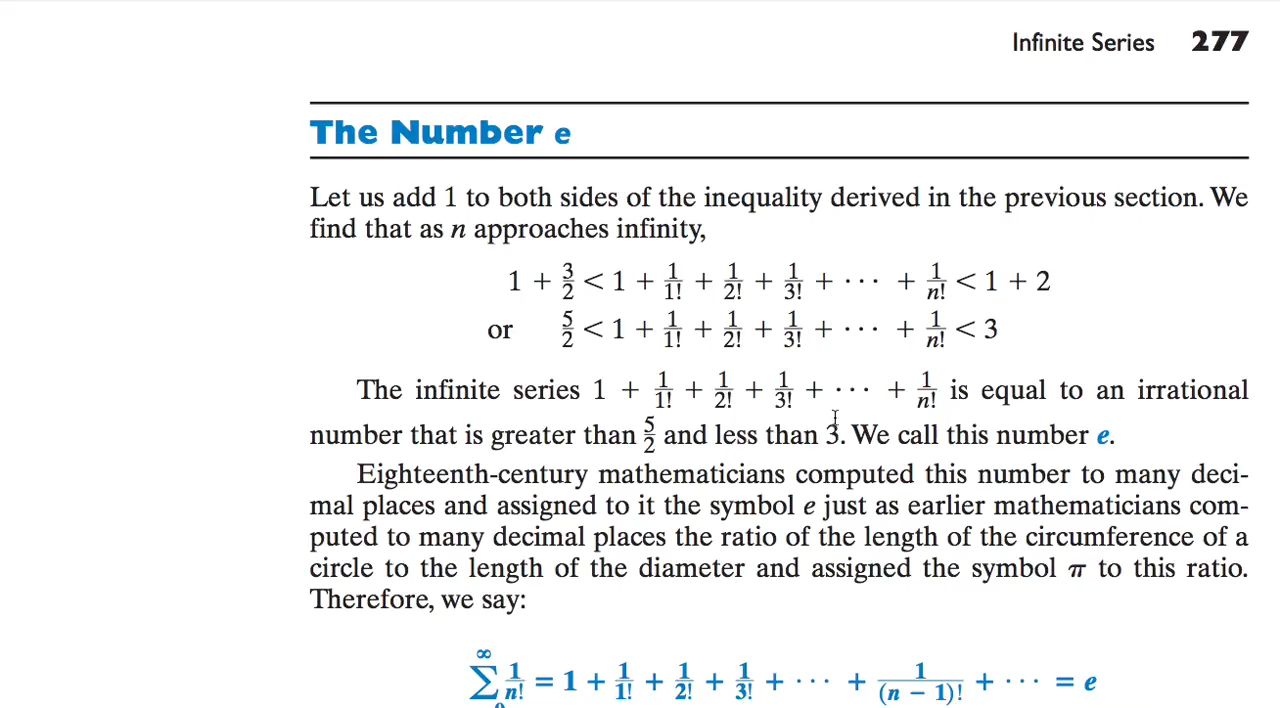 Infinite Series 277
The Number e
Let us add 1 to both sides of the inequality derived in the previous section. We
find that as n approaches infinity,
1 + 3/2 < 1 + 1/1! + 1/2! + 1/3! + ··· + 1/n! < 1 + 2
or 5/2 < 1 + 1/1! + 1/2! + 1/3! + ··· + 1/n! < 3
The infinite series 1 + 1/1! + 1/2! + 1/3! + ··· + 1/n! is equal to an irrational
number that is greater than 5/2 and less than 3. We call this number e.
Eighteenth-century mathematicians computed this number to many deci-
mal places and assigned to it the symbol e just as earlier mathematicians com-
puted to many decimal places the ratio of the length of the circumference of a
circle to the length of the diameter and assigned the symbol π to this ratio.
Therefore, we say:
∞
∑ 1/n! = 1 + 1/1! + 1/2! + 1/3! + ··· + 1/(n − 1)! + ··· = e